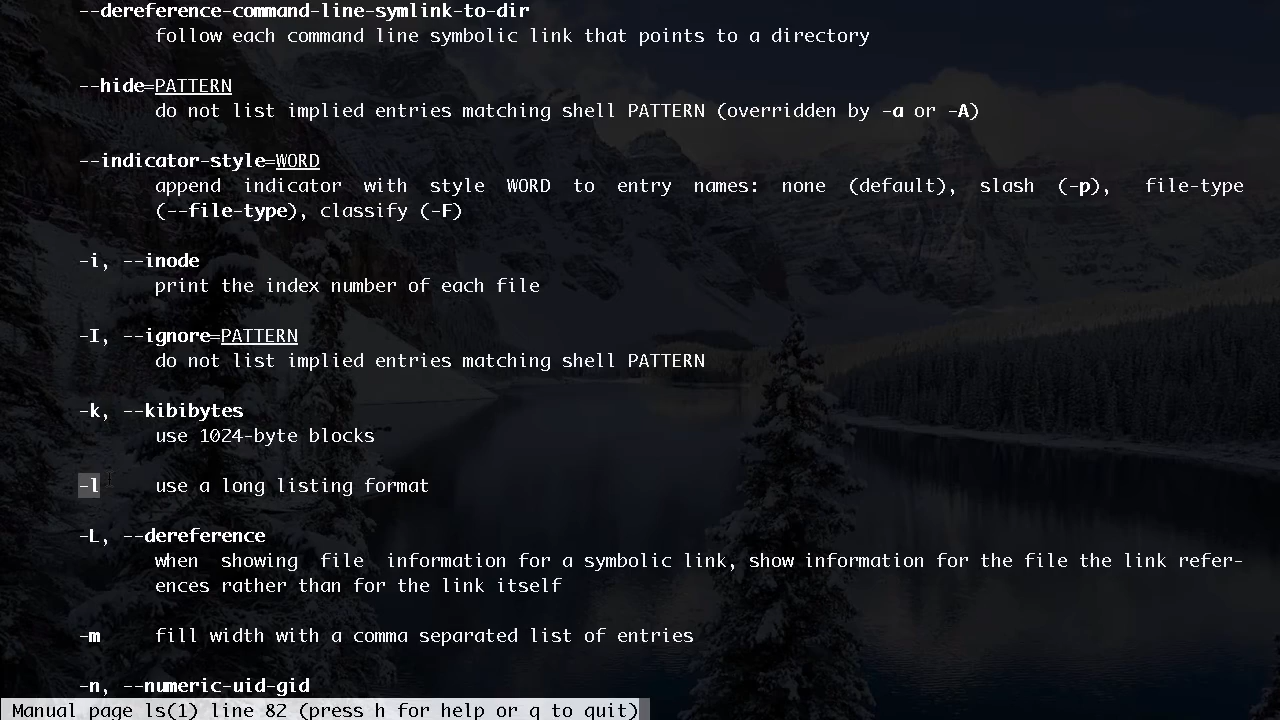 --dereference-command-line-symlink-to-dir
follow each command line symbolic link that points to a directory
--hide=PATTERN
do not list implied entries matching shell PATTERN (overridden by -a or -A)
--indicator-style=WORD
append indicator with style WORD to entry names: none (default), slash (-p), file-type
(--file-type), classify (-F)
-i, --inode
print the index number of each file
-I, --ignore=PATTERN
do not list implied entries matching shell PATTERN
-k, --kibibytes
use 1024-byte blocks
-l use a long listing format
-L, --dereference
when showing file information for a symbolic link, show information for the file the link refer-
ences rather than for the link itself
-m fill width with a comma separated list of entries
-n, --numeric-uid-gid
Manual page ls(1) line 82 (press h for help or q to quit)